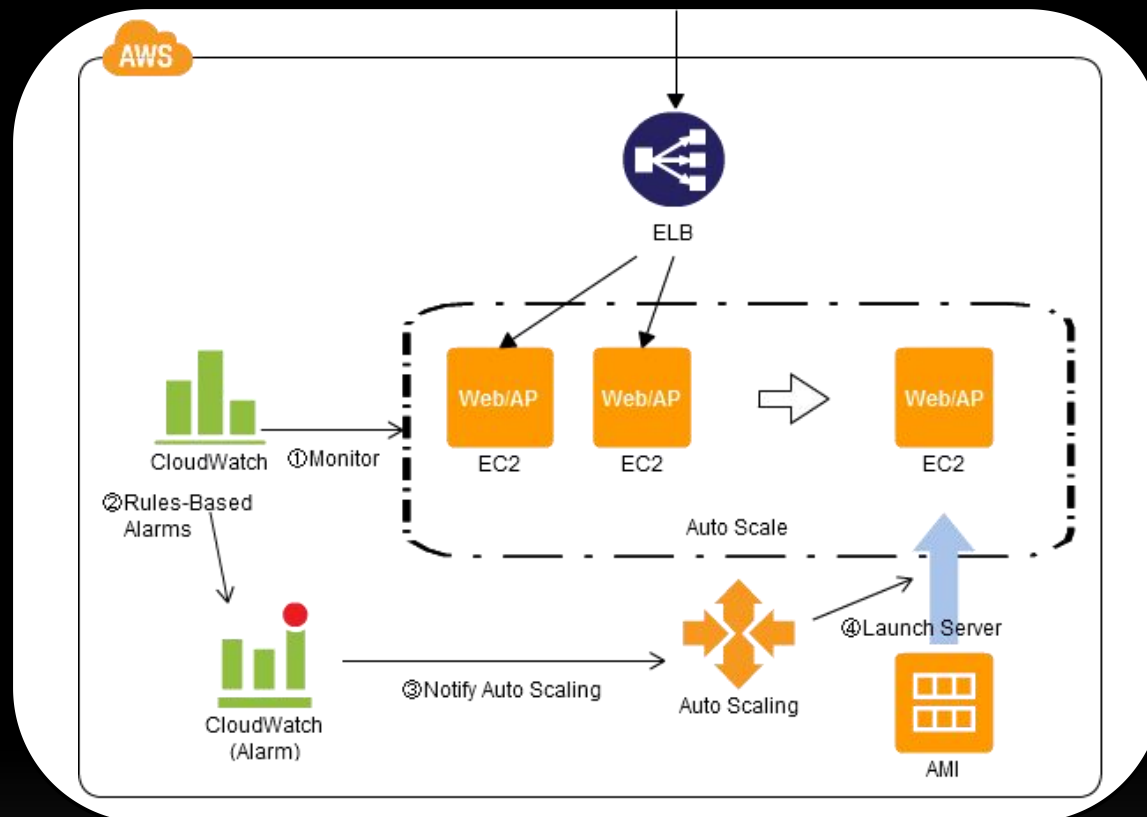 AWS
ELB
Web/AP
Web/AP
Web/AP
EC2
EC2
EC2
CloudWatch
①Monitor
②Rules-Based
Alarms
Auto Scale
④Launch Server
③Notify Auto Scaling
Auto Scaling
CloudWatch
(Alarm)
AMI